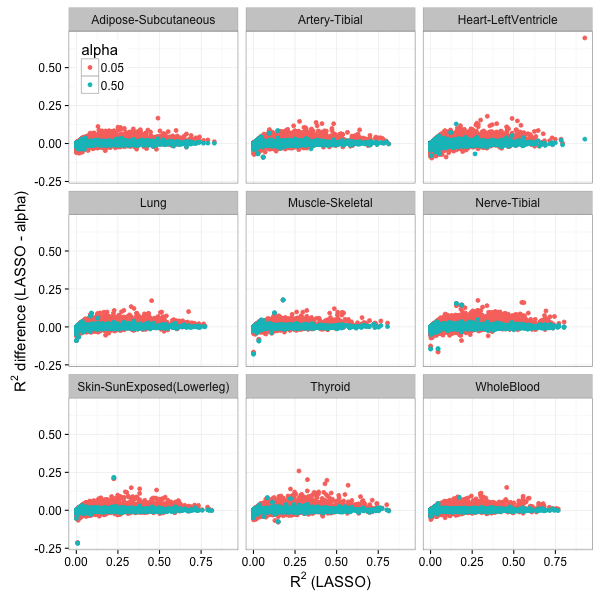 Adipose-Subcutaneous Artery-Tibial Heart-LeftVentricle
alpha
0.05
0.50
0.50
0.25
0.00
-0.25
Lung Muscle-Skeletal Nerve-Tibial
0.50
0.25
0.00
-0.25
Skin-SunExposed(Lowerleg) Thyroid WholeBlood
0.50
0.25
0.00
-0.25
0.00 0.25 0.50 0.75 0.00 0.25 0.50 0.75 0.00 0.25 0.50 0.75
R² (LASSO)
R² difference (LASSO - alpha)